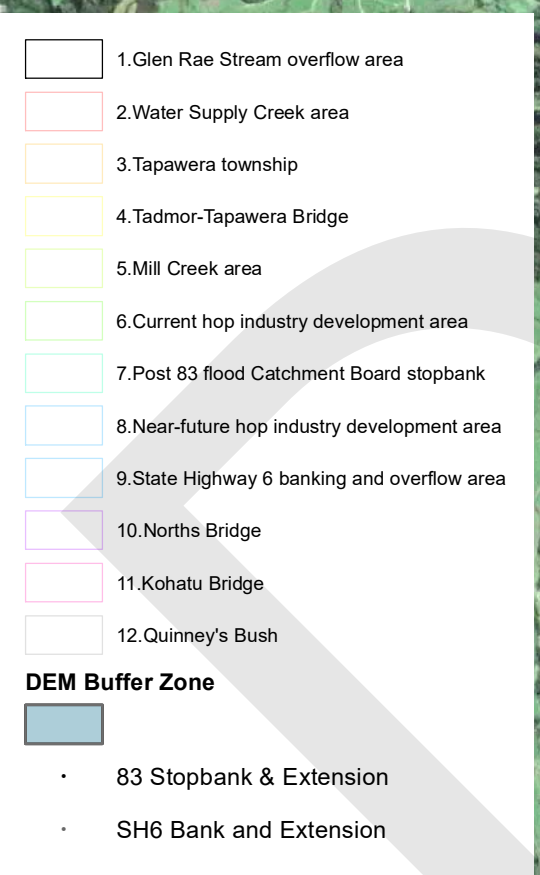 1.Glen Rae Stream overflow area
2.Water Supply Creek area
3.Tapawera township
4.Tadmor-Tapawera Bridge
5.Mill Creek area
6.Current hop industry development area
7.Post 83 flood Catchment Board stopbank
8.Near-future hop industry development area
9.State Highway 6 banking and overflow area
10.Norths Bridge
11.Kohatu Bridge
12.Quinney's Bush
DEM Buffer Zone
83 Stopbank & Extension
SH6 Bank and Extension